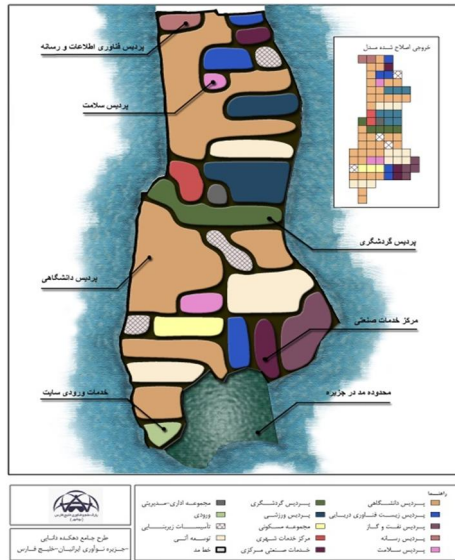 خروجی اصلاح شده مدل
پردیس فناوری اطلاعات و رسانه
پردیس سلامت
پردیس گردشگری
پردیس دانشگاهی
مرکز خدمات صنعتی
خدمات ورودی سایت
محدوده مد در جزیره
راهنما
پردیس دانشگاهی
پردیس زیست فناوری دریایی
پردیس نفت و گاز
پردیس رسانه
پردیس سلامت
پردیس گردشگری
پردیس ورزشی
مجموعه مسکونی
مرکز خدمات شهری
خدمات صنعتی مرکزی
مجموعه اداری-مدیریتی
ورودی
تأسیسات زیربنایی
توسعه آتی
خط مد
طرح جامع دهکده دانایی
-جزیره نوآوری ایرانیان-خلیج فارس